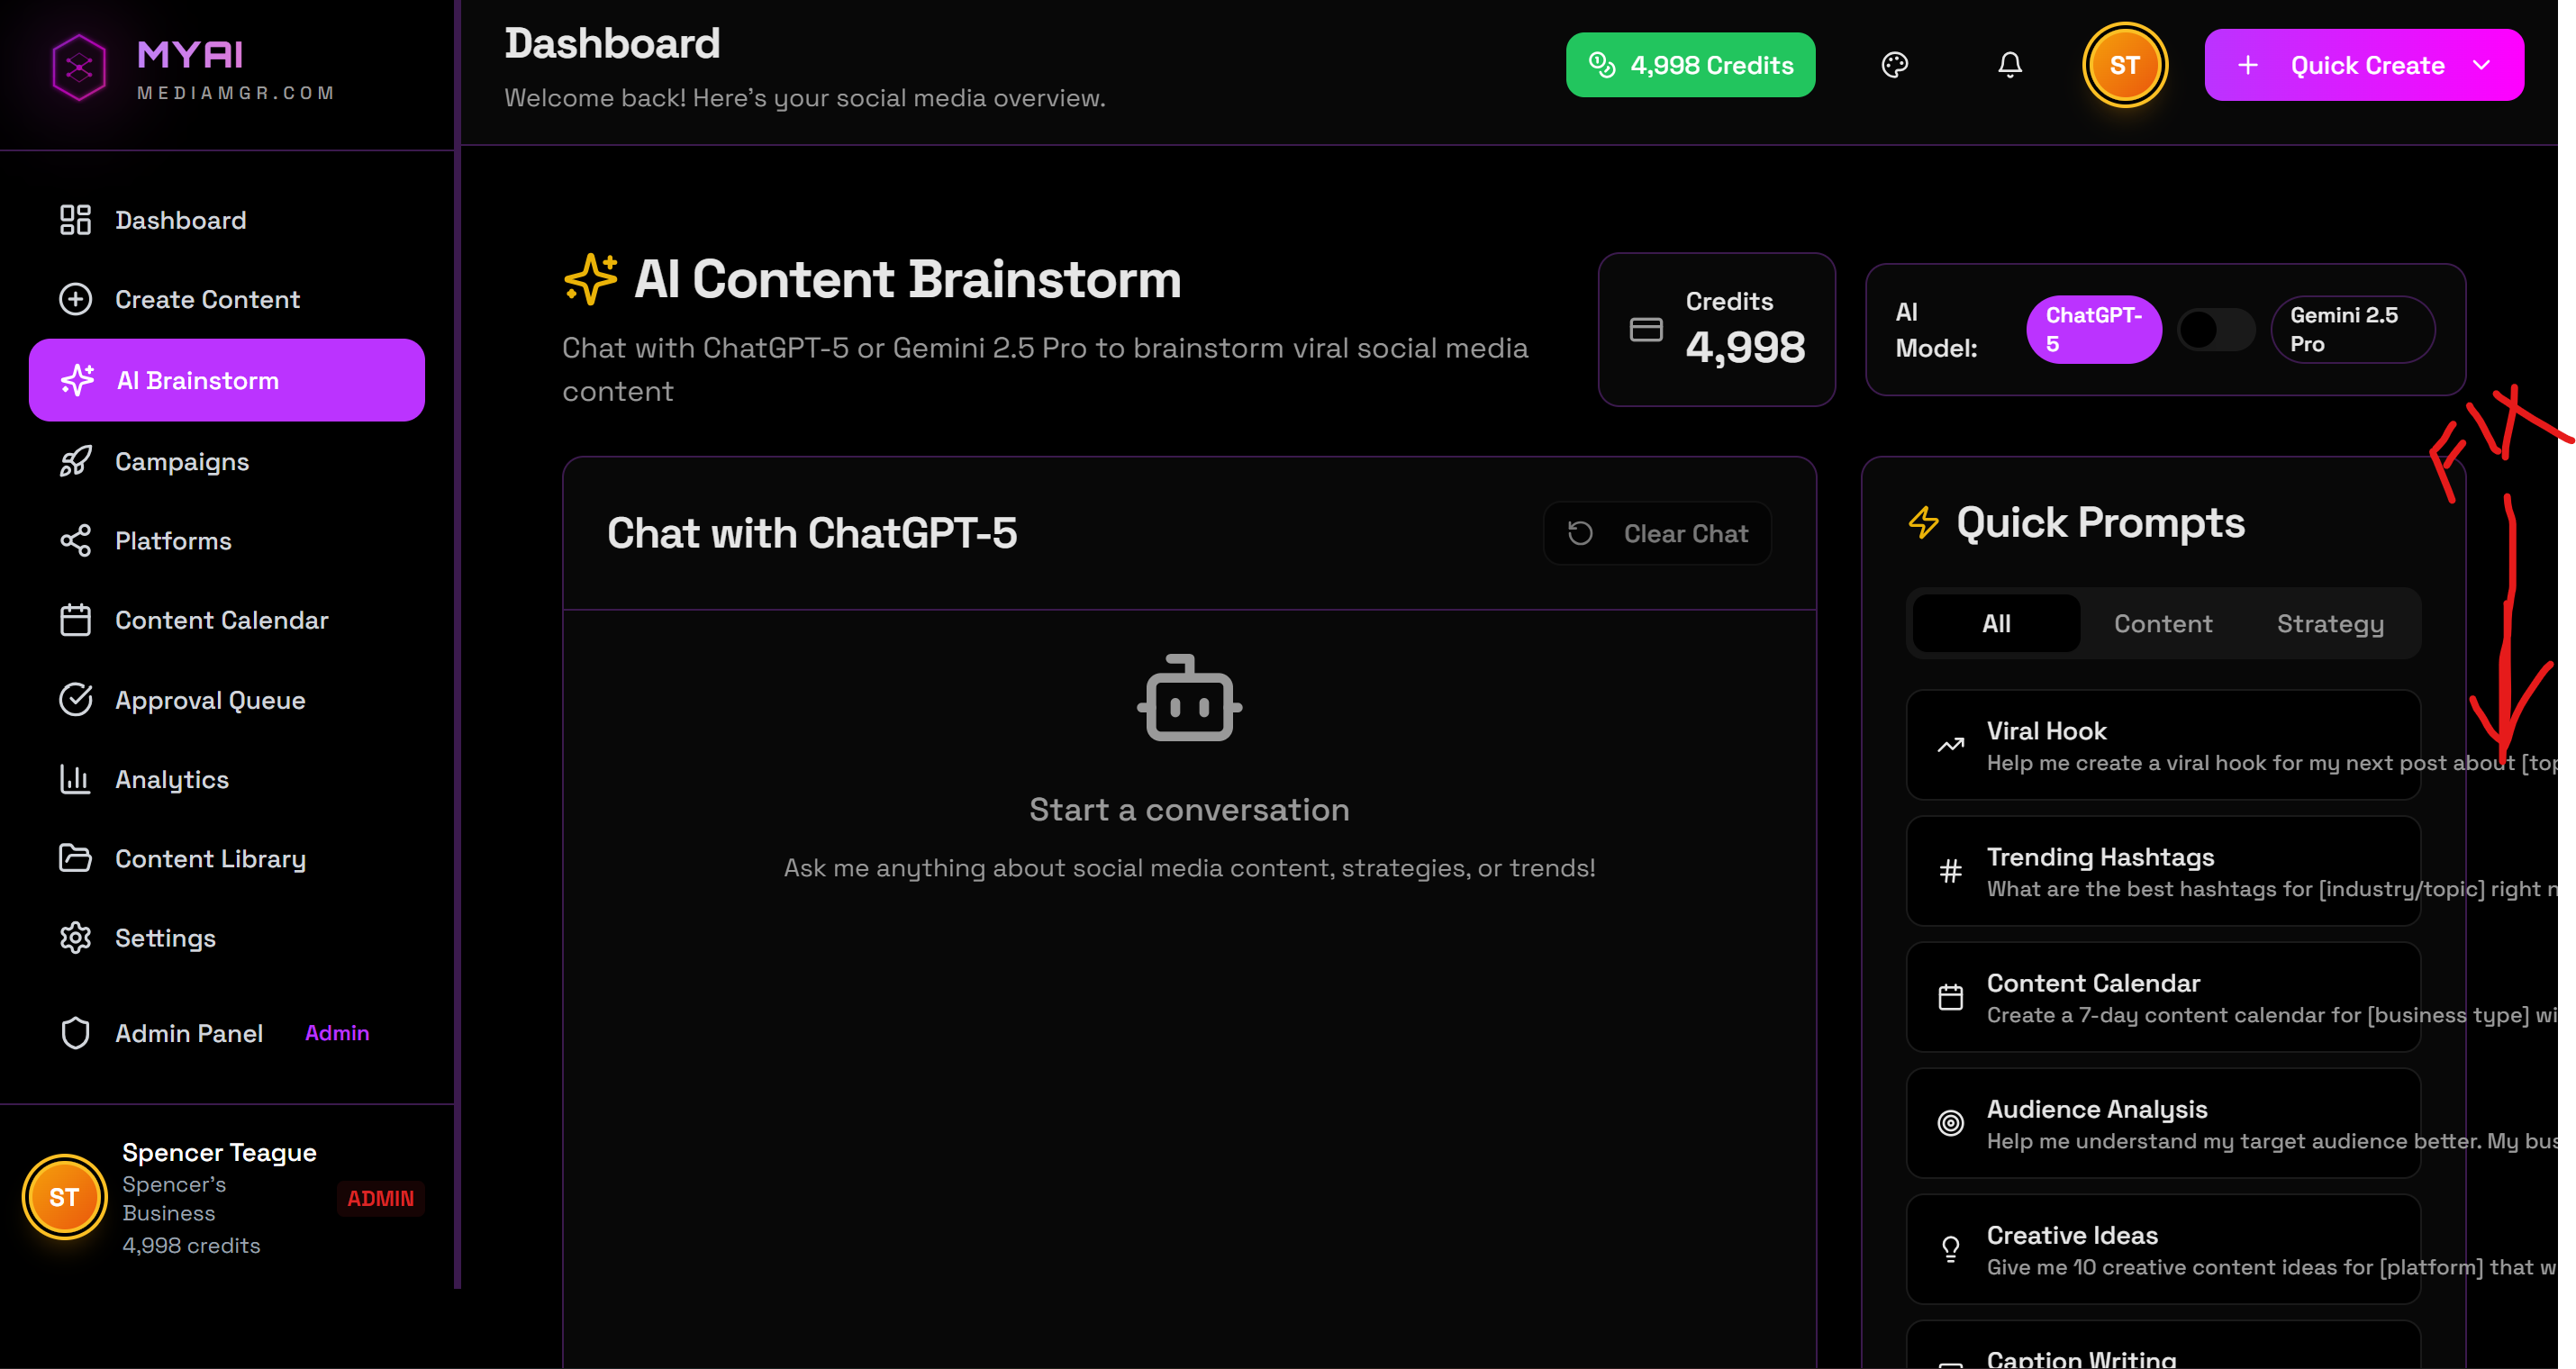 MYAI
MEDIAMGR.COM
Dashboard
Create Content
AI Brainstorm
Campaigns
Platforms
Content Calendar
Approval Queue
Analytics
Content Library
Settings
Admin Panel Admin
ST
Spencer Teague
Spencer's
Business
4,998 credits
ADMIN
Dashboard
Welcome back! Here's your social media overview.
4,998 Credits
ST
Quick Create
AI Content Brainstorm
Chat with ChatGPT-5 or Gemini 2.5 Pro to brainstorm viral social media
content
Credits
4,998
AI
Model:
ChatGPT-
5
Gemini 2.5
Pro
Chat with ChatGPT-5
Clear Chat
Start a conversation
Ask me anything about social media content, strategies, or trends!
FIX
Quick Prompts
All Content Strategy
Viral Hook
Help me create a viral hook for my next post about [top
Trending Hashtags
What are the best hashtags for [industry/topic] right n
Content Calendar
Create a 7-day content calendar for [business type] wi
Audience Analysis
Help me understand my target audience better. My bus
Creative Ideas
Give me 10 creative content ideas for [platform] that w
Caption Writing